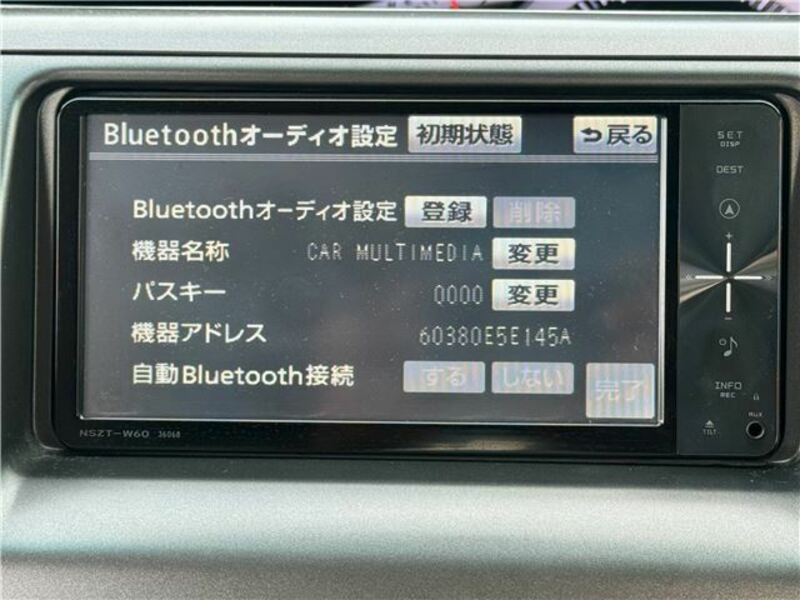 Bluetoothオーディオ設定 初期状態 戻る
Bluetoothオーディオ設定 登録 削除
機器名称 CAR MULTIMEDIA 変更
パスキー 0000 変更
機器アドレス 60380E5E145A
自動Bluetooth接続 する しない
完了
NSZT-W60 36068
SET
DISP
DEST
+
-
INFO
REC
AUX
TILT